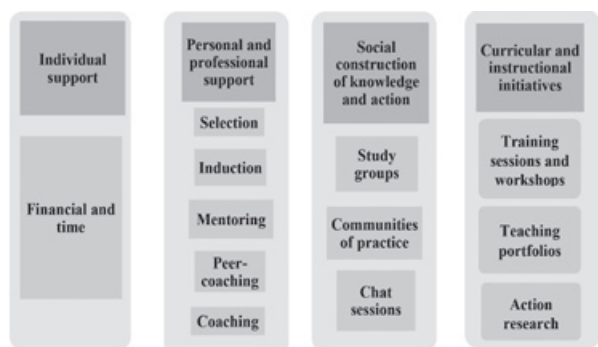 Individual
support
Financial and
time
Personal and
professional
support
Selection
Induction
Mentoring
Peer-
coaching
Coaching
Social
construction
of knowledge
and action
Study
groups
Communities
of practice
Chat
sessions
Curricular and
instructional
initiatives
Training
sessions and
workshops
Teaching
portfolios
Action
research